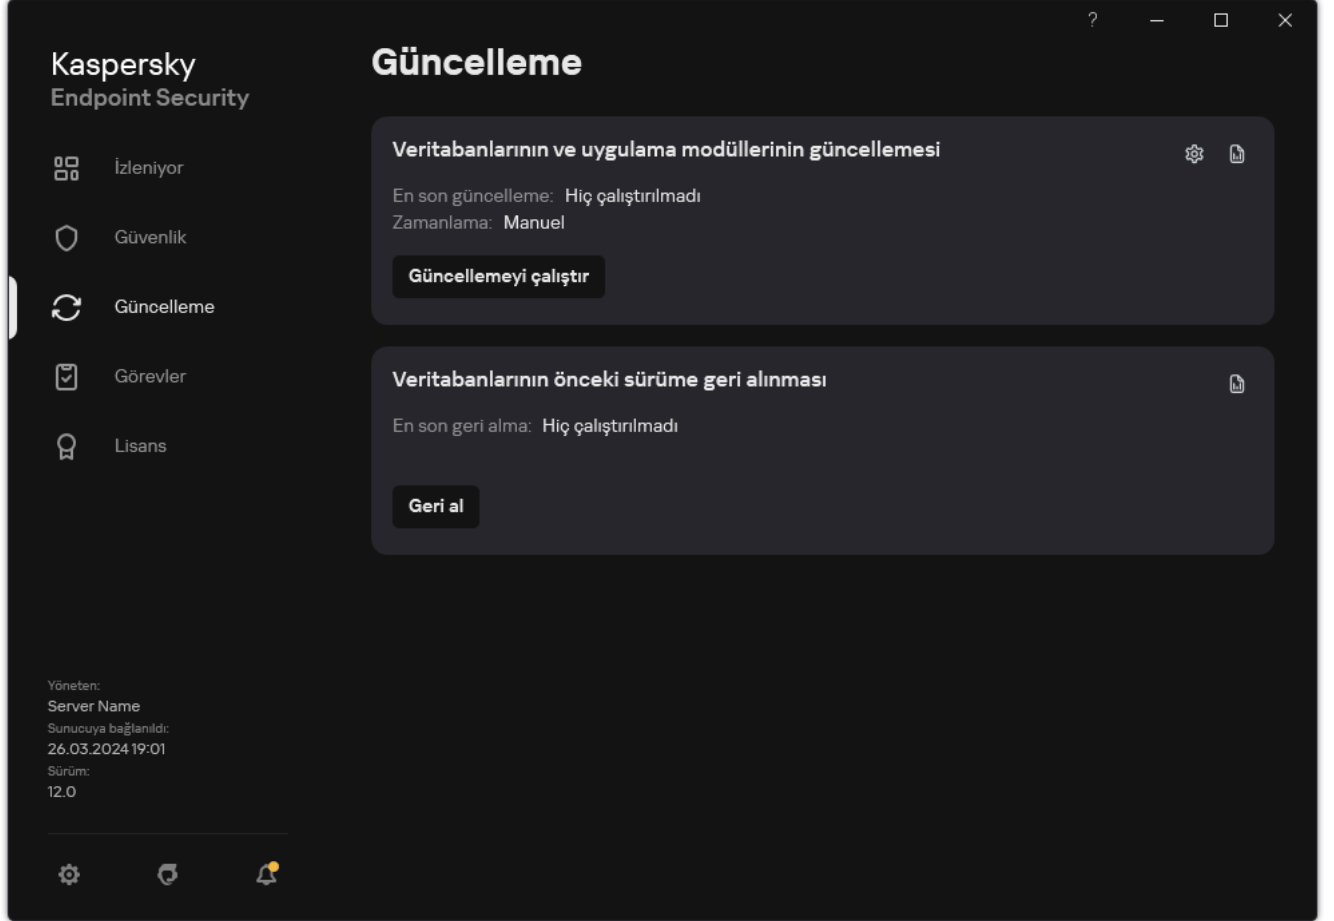 ?
Kaspersky
Endpoint Security
İzleniyor
Güvenlik
Güncelleme
Görevler
Lisans
Yöneten:
Server Name
Sunucuya bağlanıldı:
26.03.2024 19:01
Sürüm:
12.0
Güncelleme
Veritabanlarının ve uygulama modüllerinin güncellemesi
En son güncelleme: Hiç çalıştırılmadı
Zamanlama: Manuel
Güncellemeyi çalıştır
Veritabanlarının önceki sürüme geri alınması
En son geri alma: Hiç çalıştırılmadı
Geri al